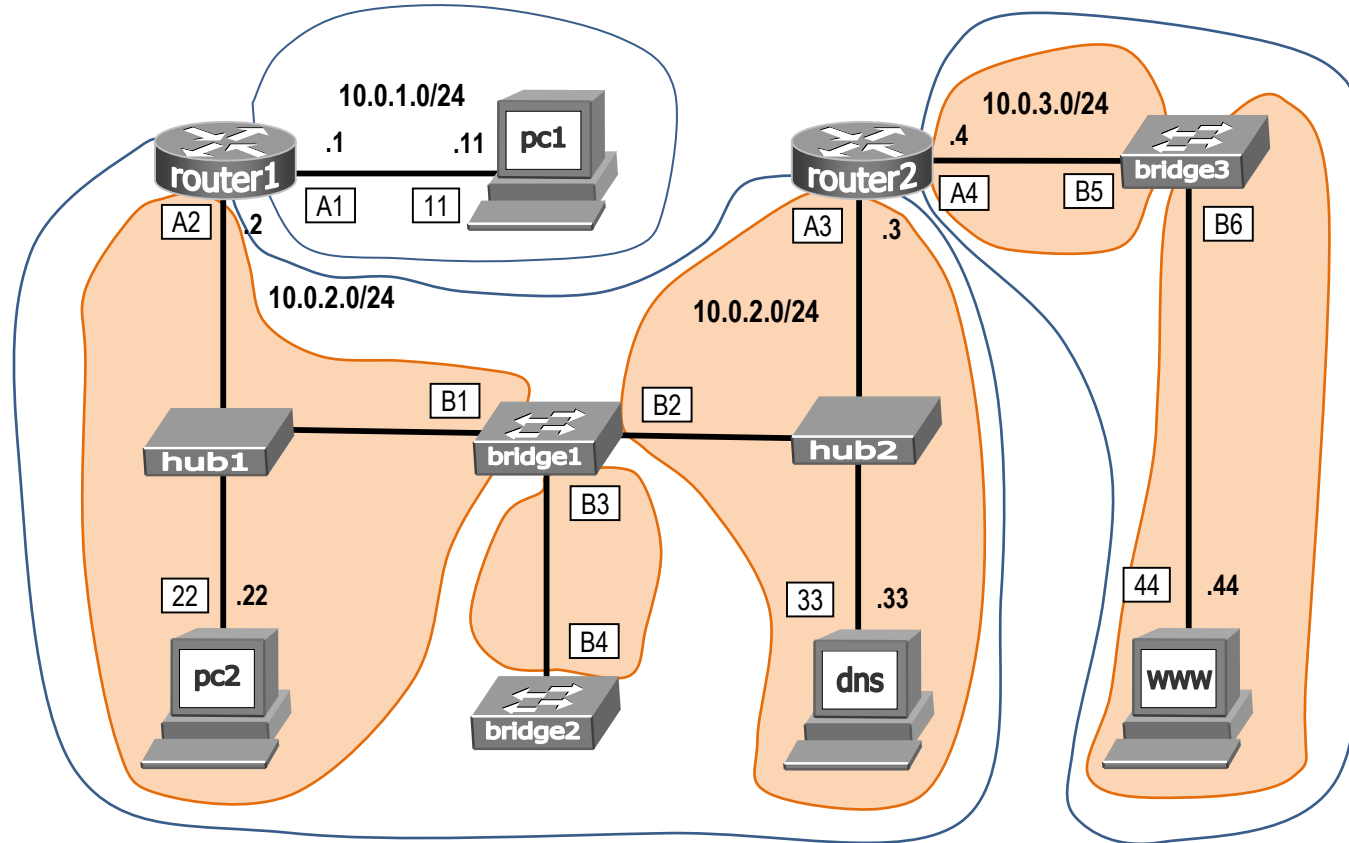 10.0.1.0/24
pc1
.1
.11
router1
A1
11
A2
.2
10.0.2.0/24
10.0.3.0/24
.4
router2
bridge3
A4
B5
A3
.3
B6
10.0.2.0/24
B1
B2
hub1
bridge1
hub2
B3
22
.22
33
.33
44
.44
B4
pc2
bridge2
dns
www